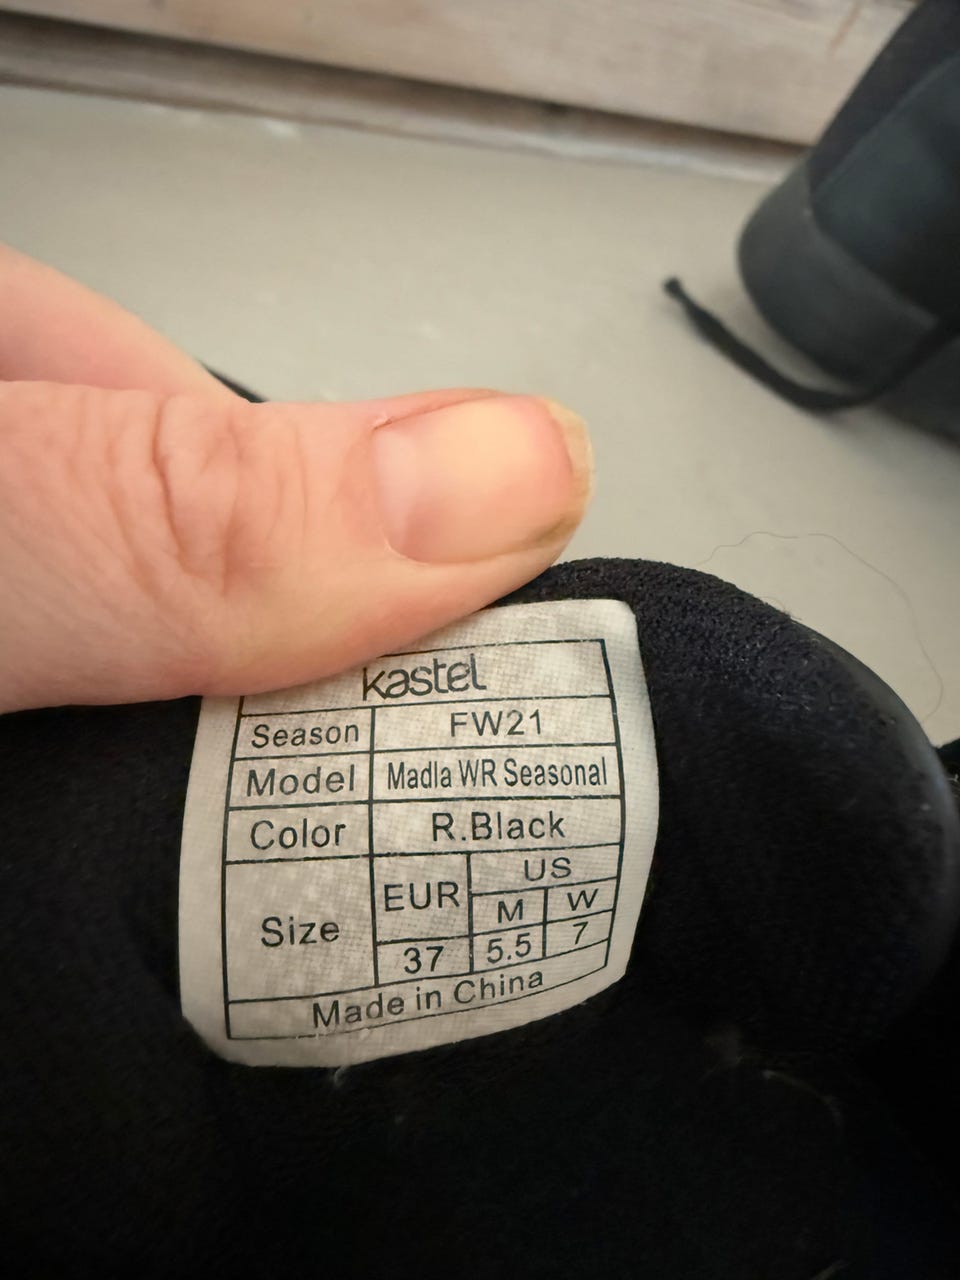 kastel
Season FW21
Model Madla WR Seasonal
Color R.Black
Size EUR US
M W
37 5.5 7
Made in China